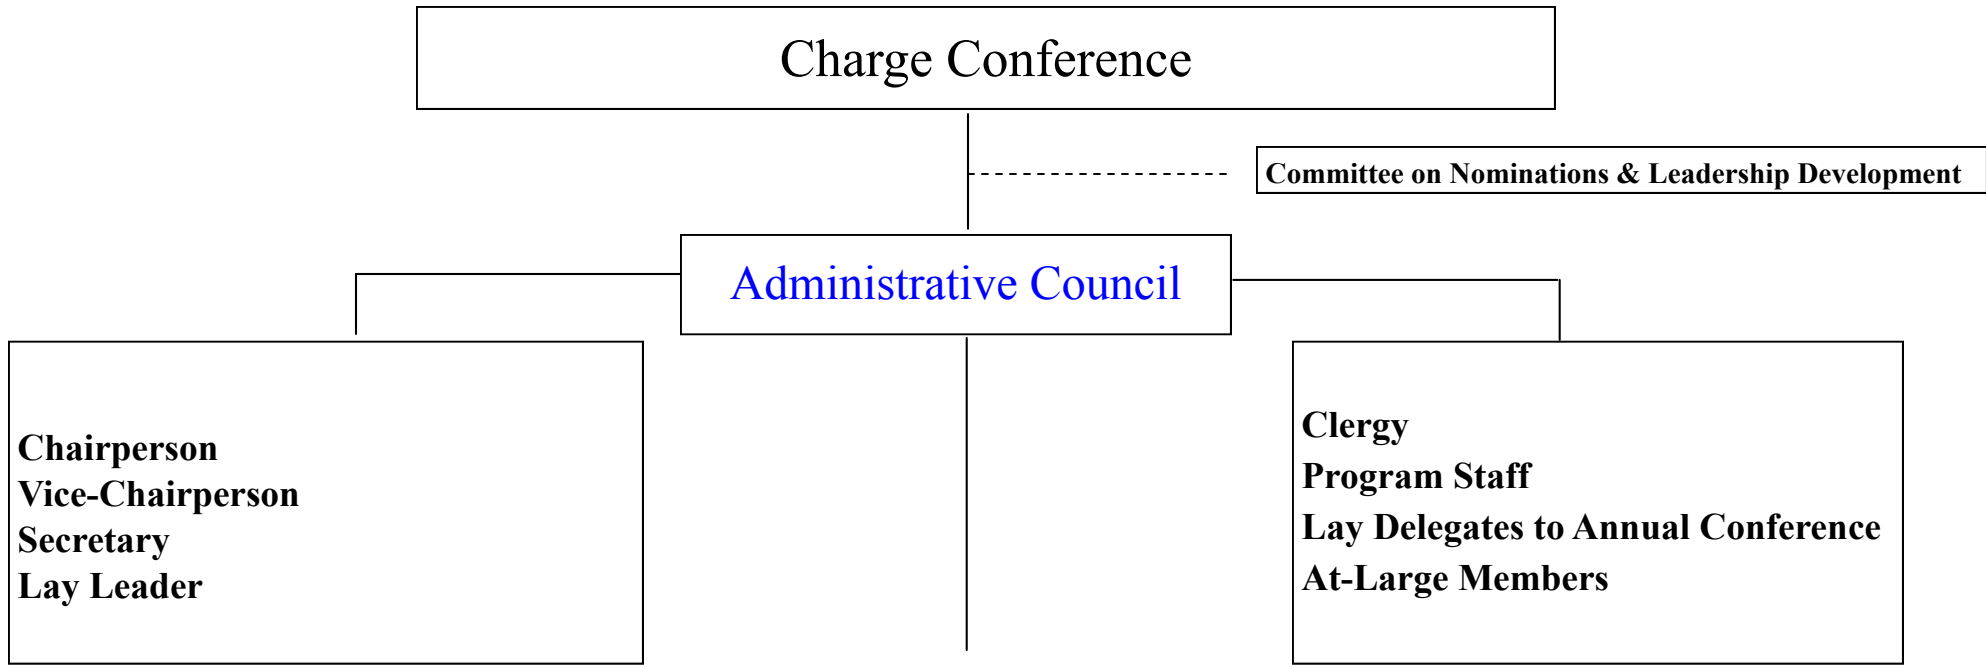 Charge Conference
Committee on Nominations & Leadership Development
Administrative Council
Chairperson
Vice-Chairperson
Secretary
Lay Leader
Clergy
Program Staff
Lay Delegates to Annual Conference
At-Large Members